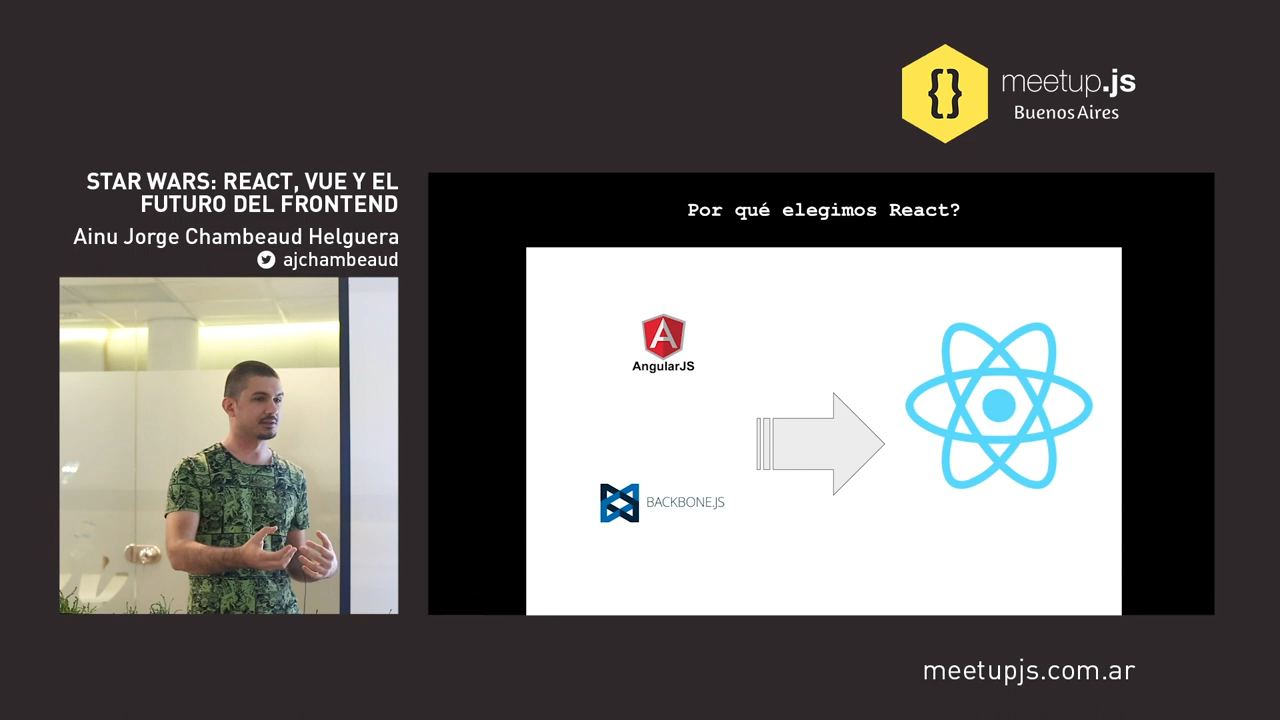 {} meetup.js
Buenos Aires
STAR WARS: REACT, VUE Y EL
FUTURO DEL FRONTEND
Ainu Jorge Chambeaud Helguera
ajchambeaud
Por qué elegimos React?
A
AngularJS
BACKBONE.JS
meetupjs.com.ar